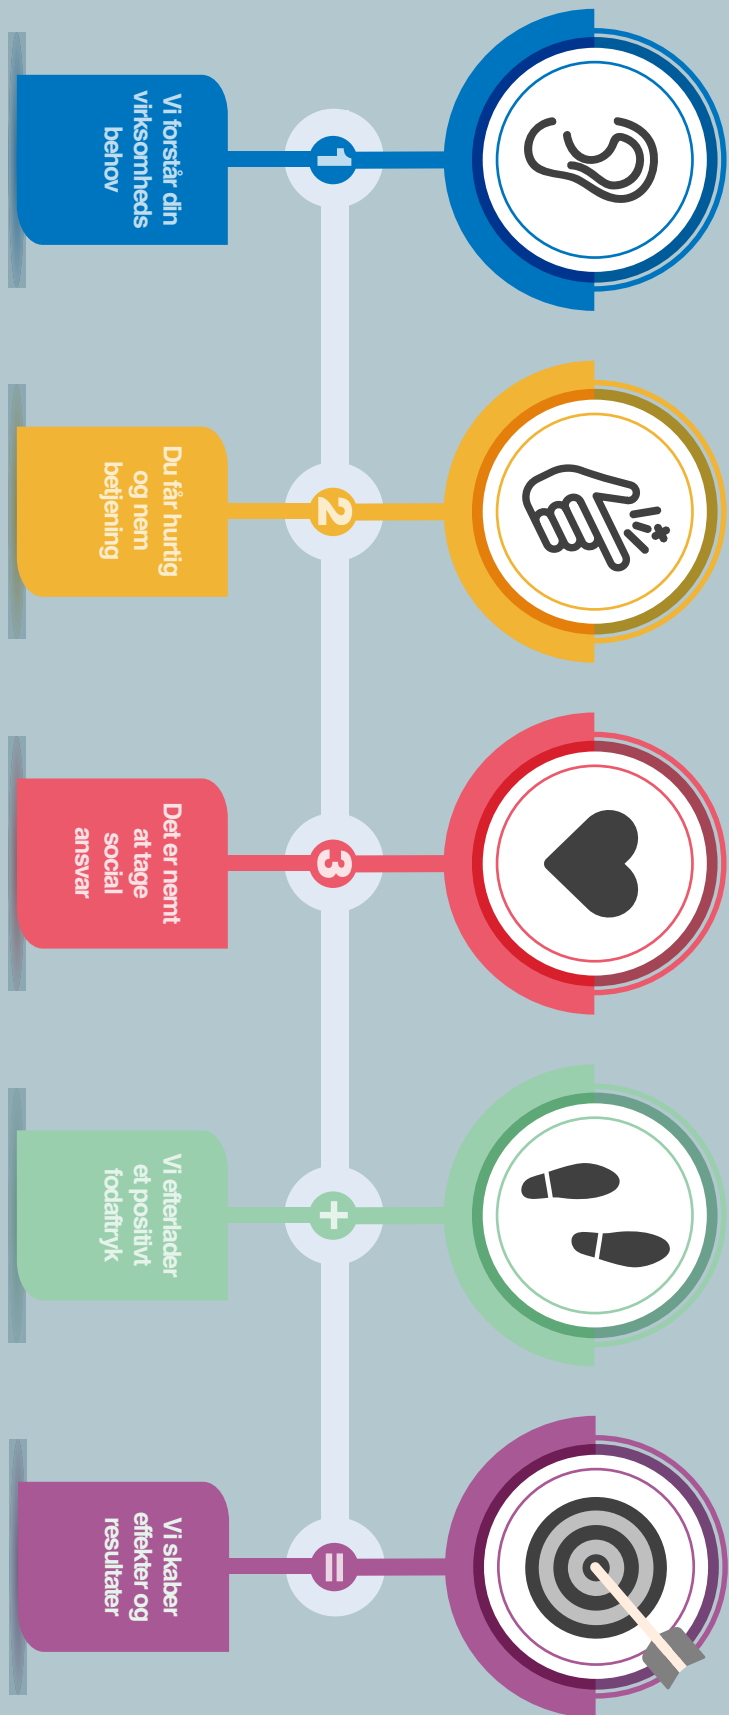 1
Vi forstår din
virksomheds
behov
2
Du får hurtig
og nem
betjening
3
Det er nemt
at tage
social
ansvar
+
Vi efterlader
et positivt
fodaftryk
=
Vi skaber
effekter og
resultater